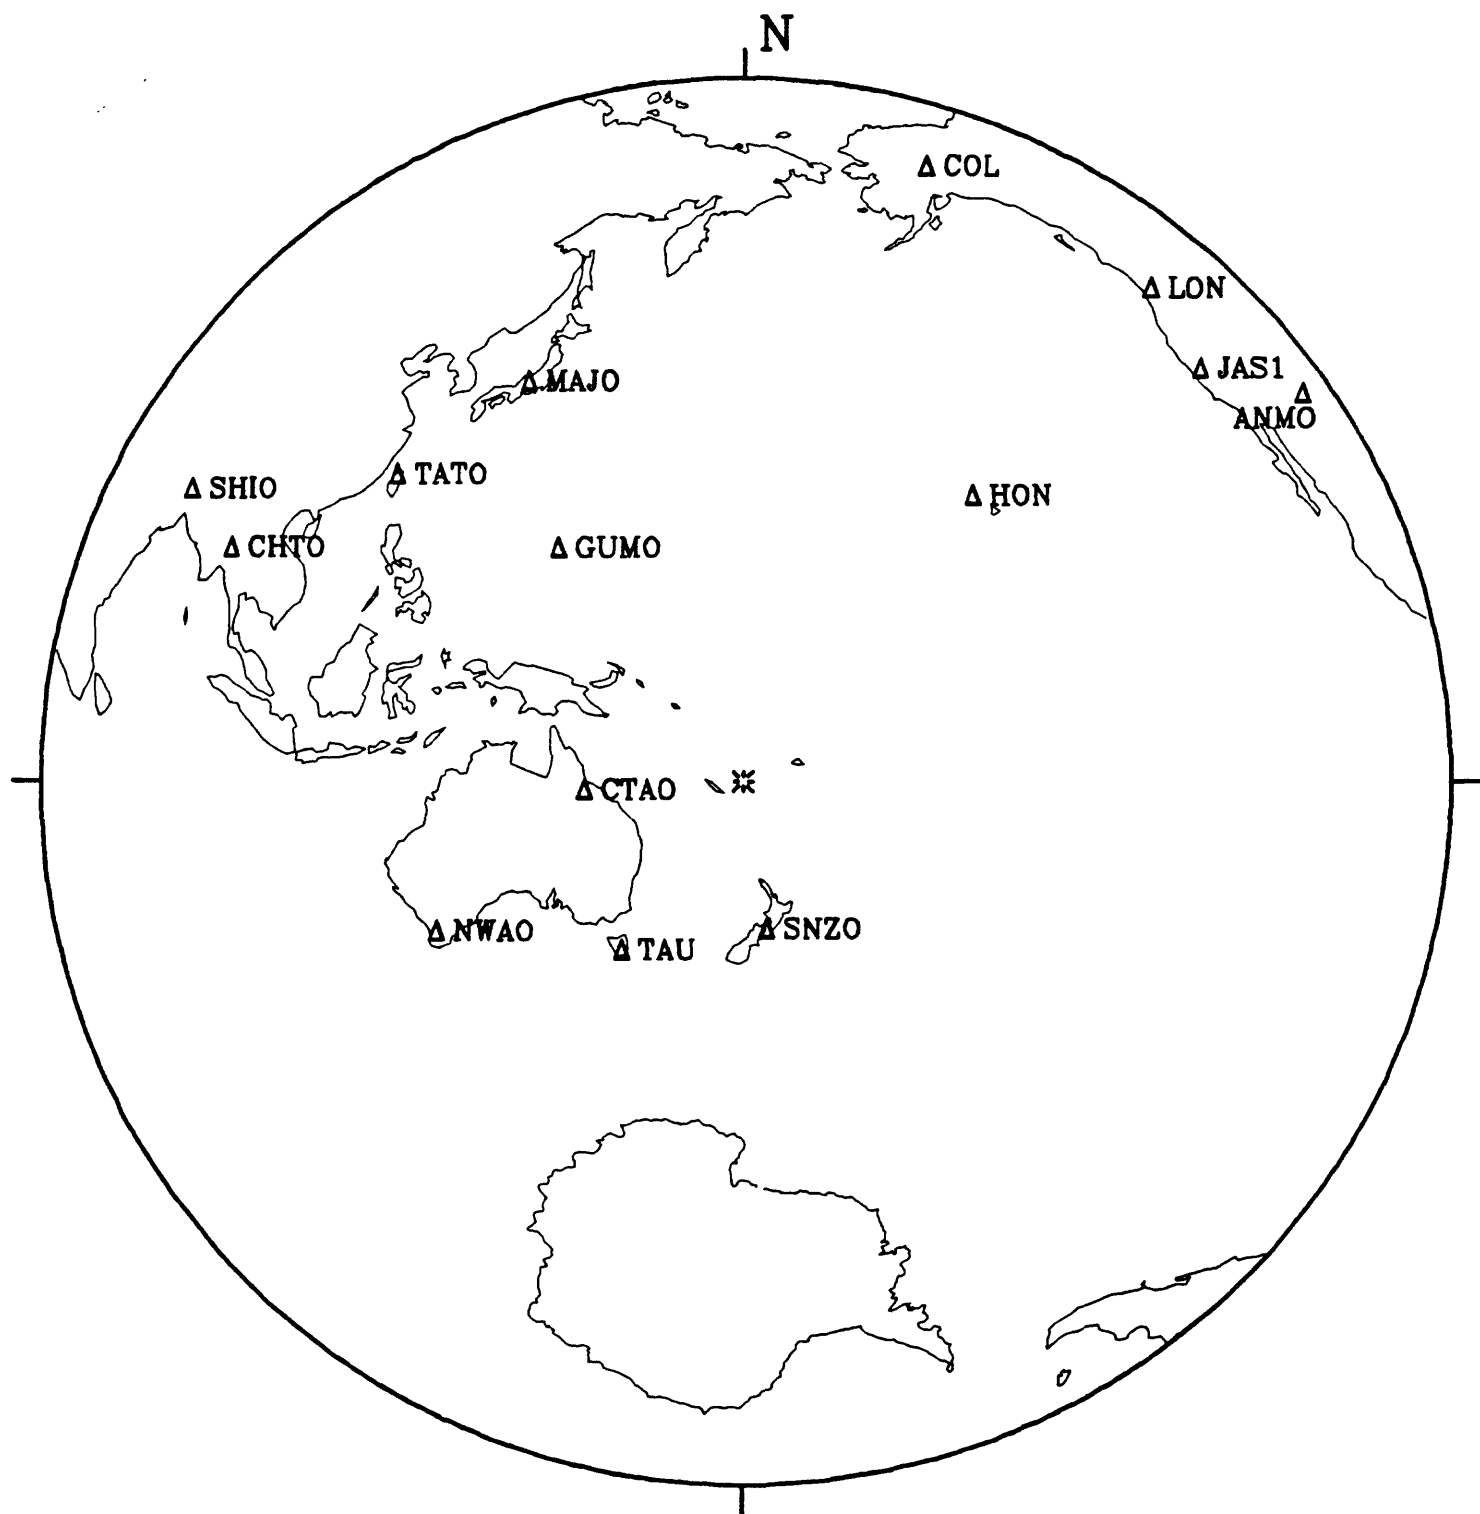 N
COL
LON
JAS1
MAJO
ANMO
TATO
SHIO
HON
CHTO
GUMO
CTAO
NWAO
SNZO
TAU